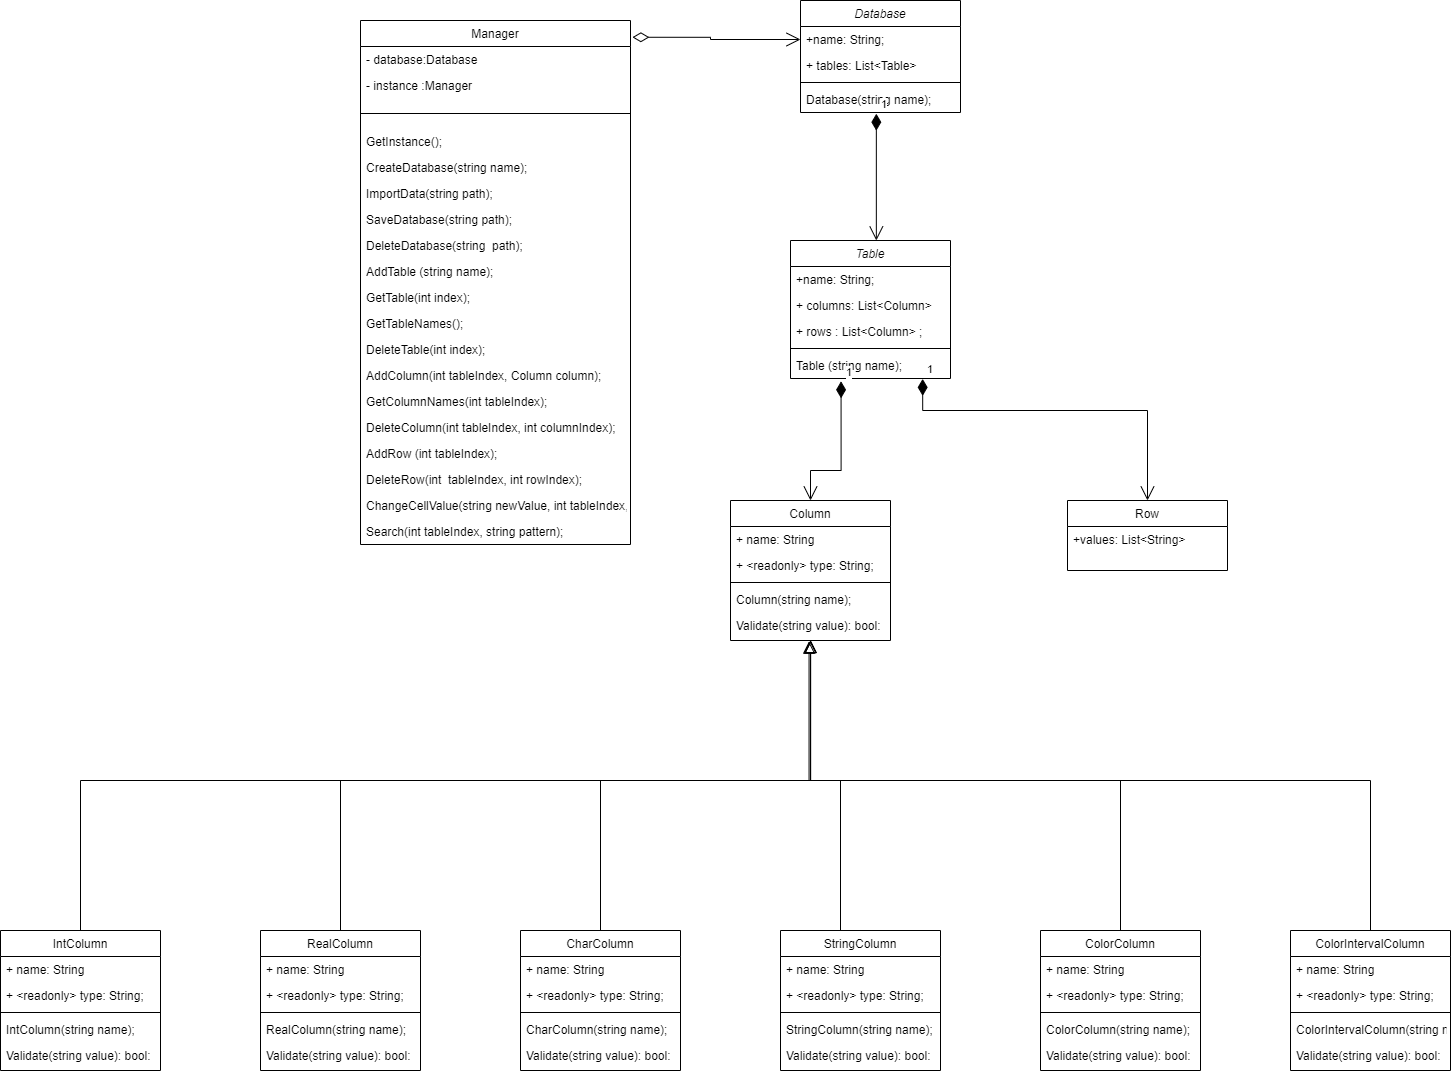 Manager
- database:Database
- instance :Manager
GetInstance();
CreateDatabase(string name);
ImportData(string path);
SaveDatabase(string path);
DeleteDatabase(string  path);
AddTable (string name);
GetTable(int index);
GetTableNames();
DeleteTable(int index);
AddColumn(int tableIndex, Column column);
GetColumnNames(int tableIndex);
DeleteColumn(int tableIndex, int columnIndex);
AddRow (int tableIndex);
DeleteRow(int  tableIndex, int rowIndex);
ChangeCellValue(string newValue, int tableIndex,
Search(int tableIndex, string pattern);
Database
+name: String;
+ tables: List<Table>
Database(string name);
1
Table
+name: String;
+ columns: List<Column>
+ rows : List<Column> ;
Table (string name);
1
1
Column
+ name: String
+ <readonly> type: String;
Column(string name);
Validate(string value): bool:
Row
+values: List<String>
IntColumn
+ name: String
+ <readonly> type: String;
IntColumn(string name);
Validate(string value): bool:
RealColumn
+ name: String
+ <readonly> type: String;
RealColumn(string name);
Validate(string value): bool:
CharColumn
+ name: String
+ <readonly> type: String;
CharColumn(string name);
Validate(string value): bool:
StringColumn
+ name: String
+ <readonly> type: String;
StringColumn(string name);
Validate(string value): bool:
ColorColumn
+ name: String
+ <readonly> type: String;
ColorColumn(string name);
Validate(string value): bool:
ColorIntervalColumn
+ name: String
+ <readonly> type: String;
ColorIntervalColumn(string
Validate(string value): bool: